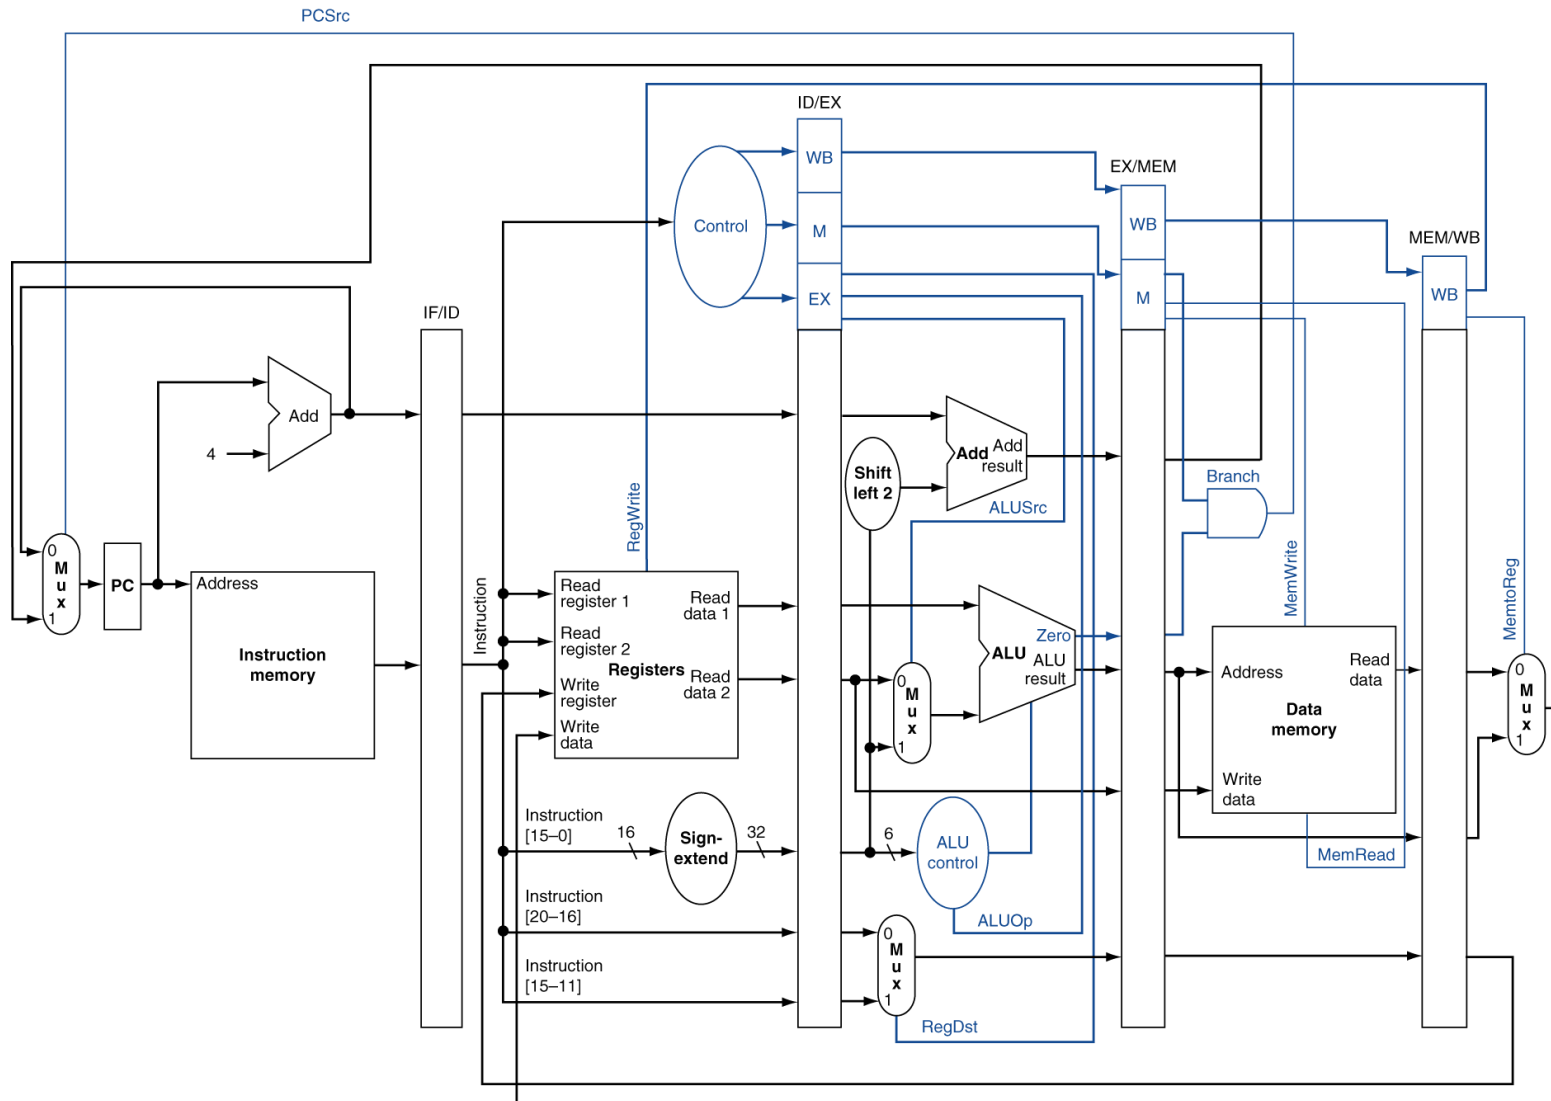 PCSrc
ID/EX
WB
EX/MEM
Control
M
WB
MEM/WB
EX
M
WB
IF/ID
Add
4
Add
Add
result
Shift
left 2
ALUSrc
Branch
RegWrite
MemWrite
MemtoReg
0
M
u
x
1
PC
Address
Instruction
memory
Instruction
Read
register 1
Read
register 2
Write
register
Write
data
Registers
Read
data 1
Read
data 2
0
M
u
x
1
Zero
ALU
ALU
result
Address
Read
data
Data
memory
Write
data
0
M
u
x
1
Instruction
[15–0]
16
Sign-
extend
32
6
ALU
control
MemRead
Instruction
[20–16]
ALUOp
0
M
u
x
1
Instruction
[15–11]
RegDst